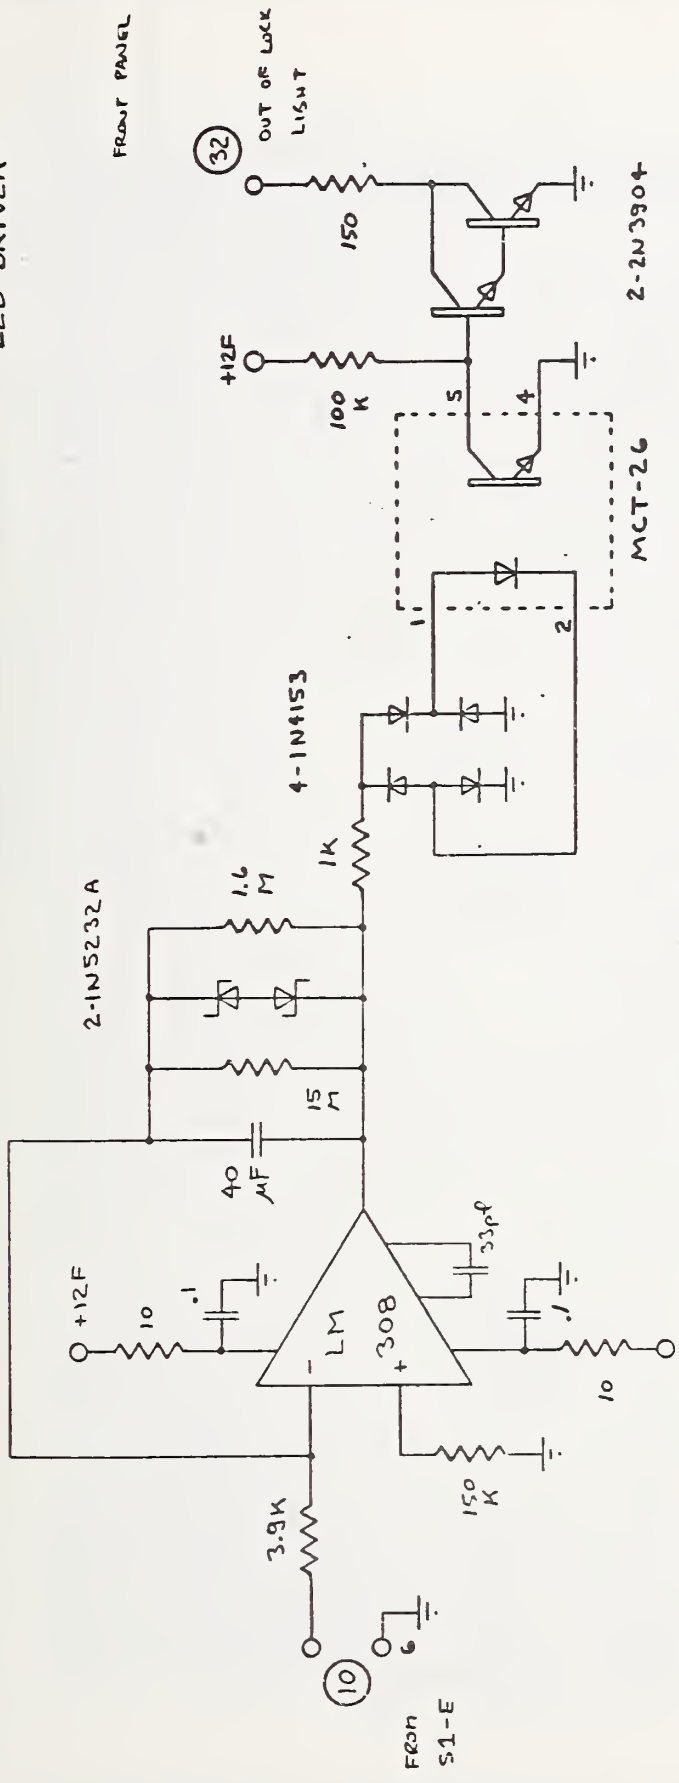 LED DRIVER
FRONT PANEL
32
OUT OF LOCK
LIGHT
150
+12F
100
K
5
4
2-2N3904
MCT-26
1
2
4-1N4153
1K
2-1N5232A
1.6
M
15
M
40
µF
+12F
10
.1
LM
308
-
+
33pf
.1
10
3.9K
150
K
10
6
FROM
S1-E